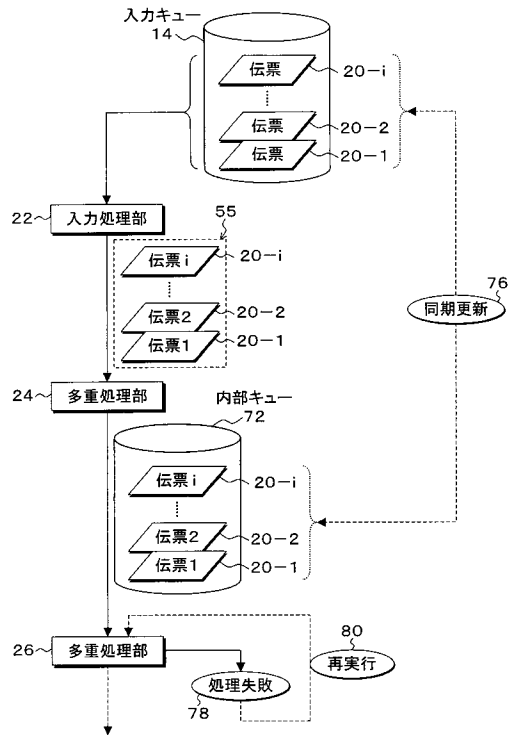 入力キュー
14
伝票
20-i
伝票
20-2
伝票
20-1
22
入力処理部
55
伝票i
20-i
伝票2
20-2
伝票1
20-1
76
同期更新
24
多重処理部
内部キュー
72
伝票i
20-i
伝票2
20-2
伝票1
20-1
26
多重処理部
80
再実行
処理失敗
78